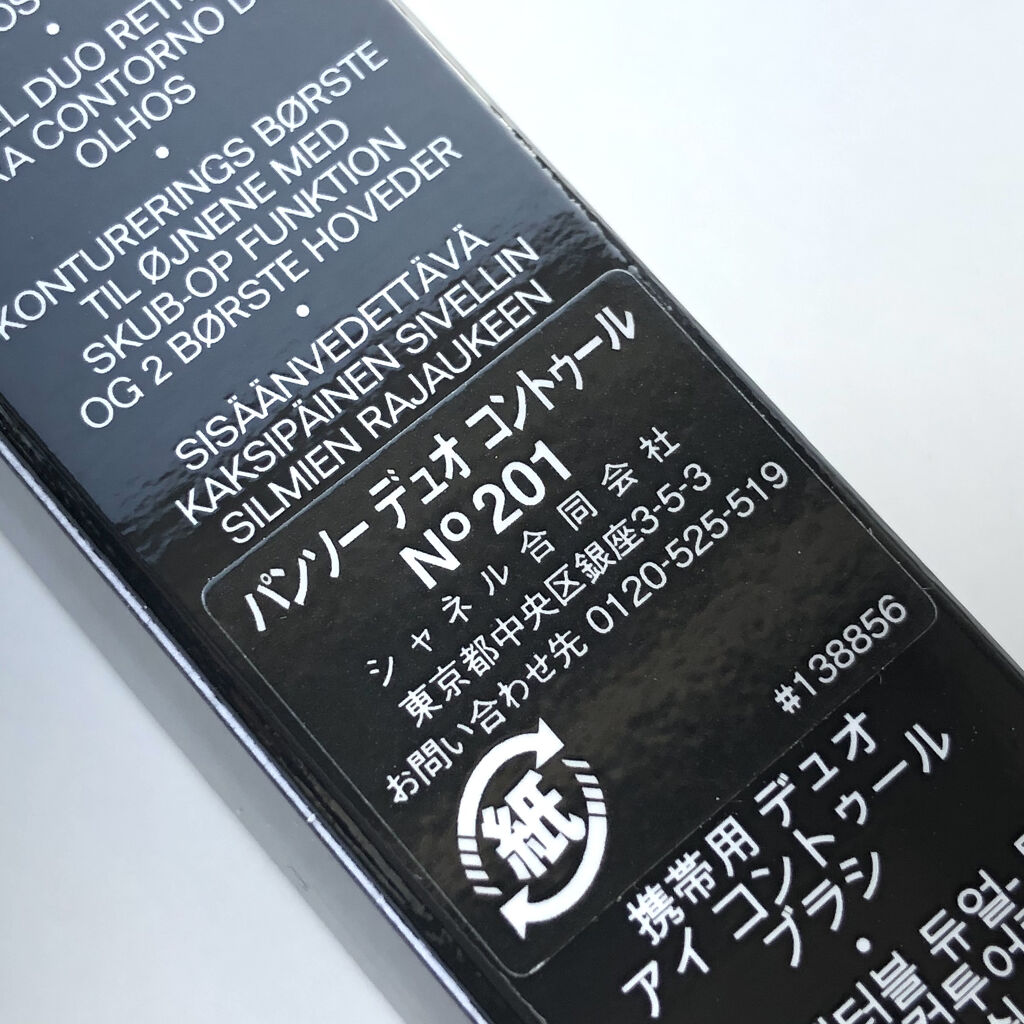 DUO
CONTORNO
OLHOS
KONTURERINGS BØRSTE
TIL ØJNENE MED
SKUB-OP FUNKTION
OG 2 BØRSTE HOVEDER
SISÄÄNVEDETTÄVÄ
KAKSIPÄINEN SIVELLIN
SILMIEN RAJAUKEEN
パンソー デュオ コントゥール
Nº 201
シャネル合同会社
東京都中央区銀座3-5-3
お問い合わせ先 0120-525-519
#138856
紙
携帯用 デュオ
アイ コントゥール
ブラシ
듀얼